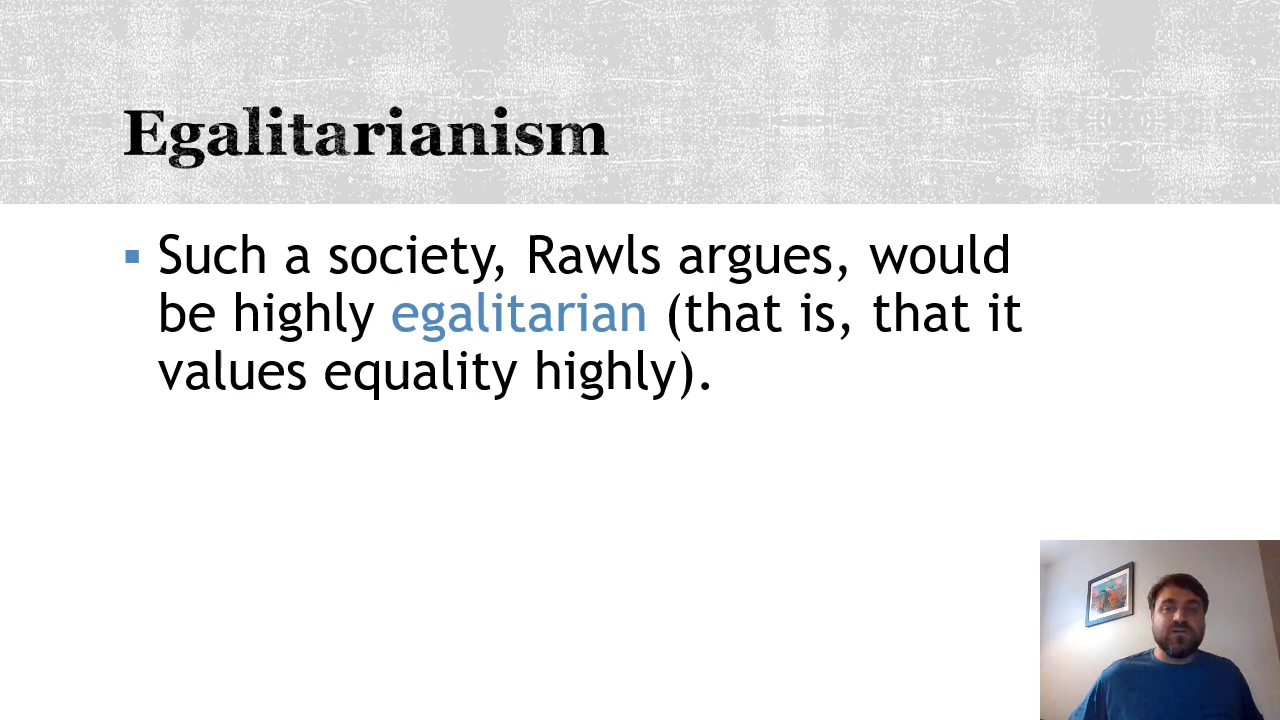 Egalitarianism
▪ Such a society, Rawls argues, would
be highly egalitarian (that is, that it
values equality highly).